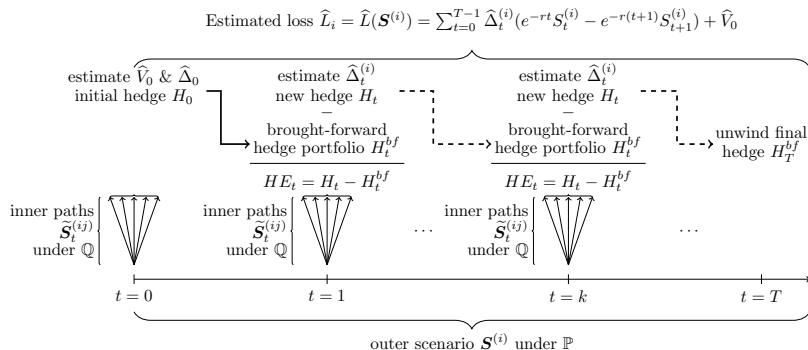 Estimated loss L̂_i = L̂(S^(i)) = ∑_{t=0}^{T−1} Δ̂_t^(i)(e^{-rt}S_t^(i) − e^{-r(t+1)}S_{t+1}^(i)) + V̂_0
estimate V̂_0 & Δ̂_0
initial hedge H_0
estimate Δ̂_t^(i)
new hedge H_t
−
brought-forward
hedge portfolio H_t^{bf}
HE_t = H_t − H_t^{bf}
estimate Δ̂_t^(i)
new hedge H_t
−
brought-forward
hedge portfolio H_t^{bf}
HE_t = H_t − H_t^{bf}
unwind final
hedge H_T^{bf}
inner paths
S̃_t^(ij)
under ℚ
inner paths
S̃_t^(ij)
under ℚ
...
inner paths
S̃_t^(ij)
under ℚ
...
t = 0
t = 1
t = k
t = T
outer scenario S^(i) under ℙ